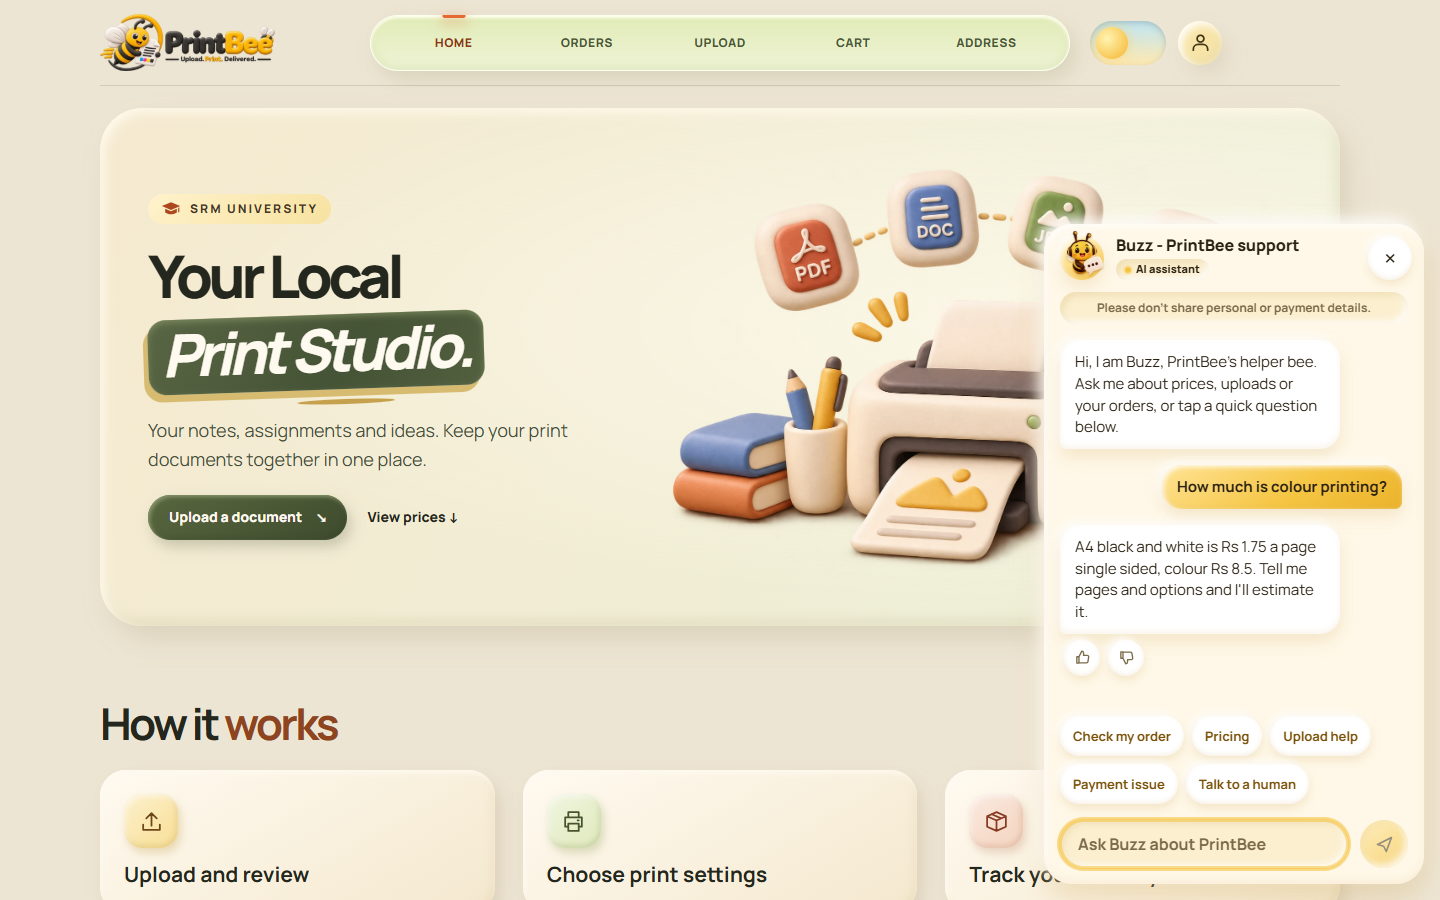 PrintBee
Upload. Print. Delivered.
HOME
ORDERS
UPLOAD
CART
ADDRESS
SRM UNIVERSITY
Your Local
Print Studio.
Your notes, assignments and ideas. Keep your print
documents together in one place.
Upload a document ↘
View prices ↓
PDF
DOC
Buzz - PrintBee support
AI assistant
×
Please don't share personal or payment details.
Hi, I am Buzz, PrintBee's helper bee.
Ask me about prices, uploads or
your orders, or tap a quick question
below.
How much is colour printing?
A4 black and white is Rs 1.75 a page
single sided, colour Rs 8.5. Tell me
pages and options and I'll estimate
it.
Check my order
Pricing
Upload help
Payment issue
Talk to a human
Ask Buzz about PrintBee
How it works
Upload and review
Choose print settings
Track